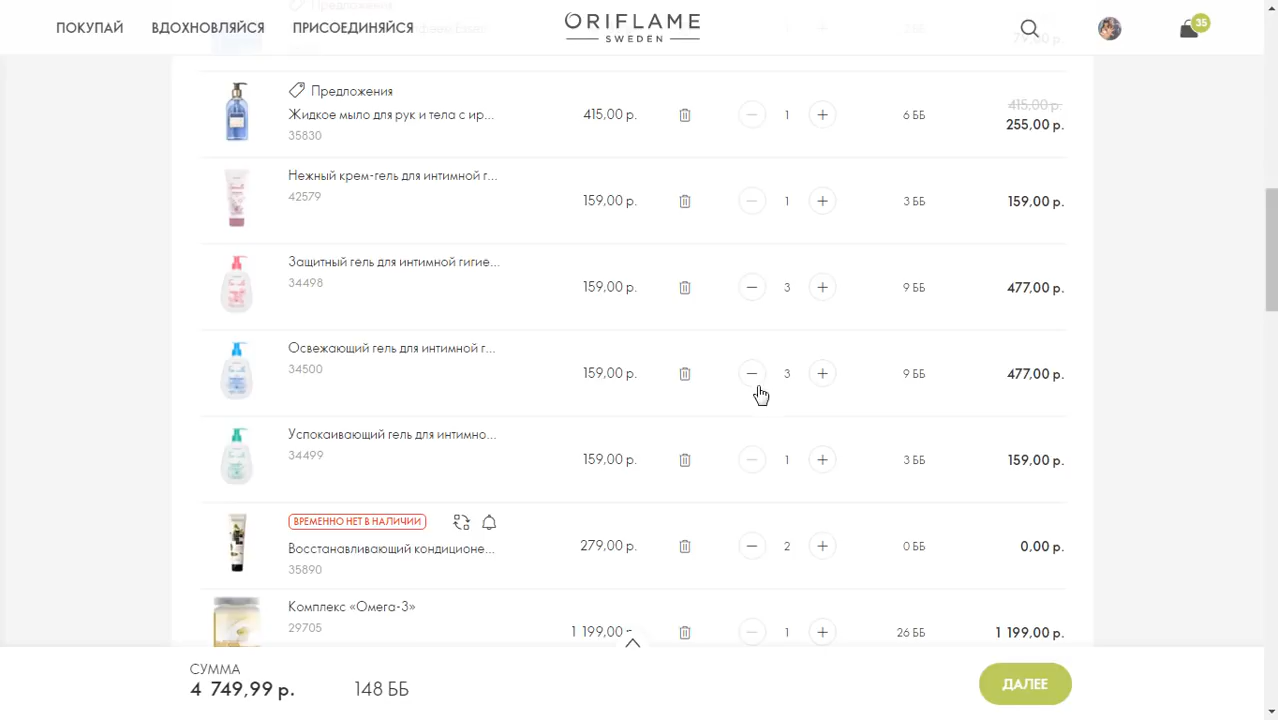 ПОКУПАЙ ВДОХНОВЛЯЙСЯ ПРИСОЕДИНЯЙСЯ
ORIFLAME
SWEDEN
35
Предложения
Предложения
Жидкое мыло для рук и тела с ир...
35830
415,00 р.
1
6 ББ
415,00 р.
255,00 р.
Нежный крем-гель для интимной г...
42579
159,00 р.
1
3 ББ
159,00 р.
Защитный гель для интимной гигие...
34498
159,00 р.
3
9 ББ
477,00 р.
Освежающий гель для интимной г...
34500
159,00 р.
3
9 ББ
477,00 р.
Успокаивающий гель для интимно...
34499
159,00 р.
1
3 ББ
159,00 р.
ВРЕМЕННО НЕТ В НАЛИЧИИ
Восстанавливающий кондиционе...
35890
279,00 р.
2
0 ББ
0,00 р.
Комплекс «Омега-3»
29705
1 199,00 р.
1
26 ББ
1 199,00 р.
СУММА
4 749,99 р.
148 ББ
ДАЛЕЕ